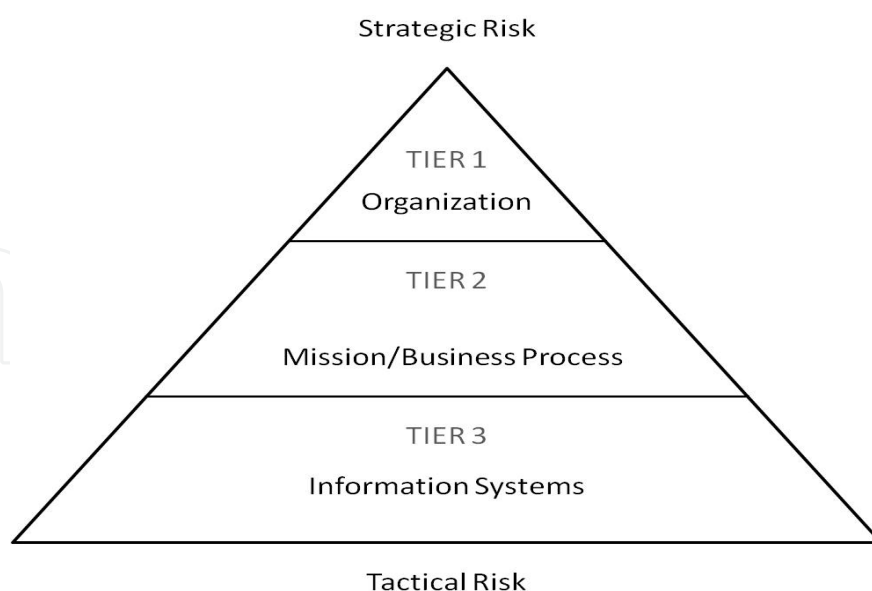 Strategic Risk
TIER 1
Organization
TIER 2
Mission/Business Process
TIER 3
Information Systems
Tactical Risk